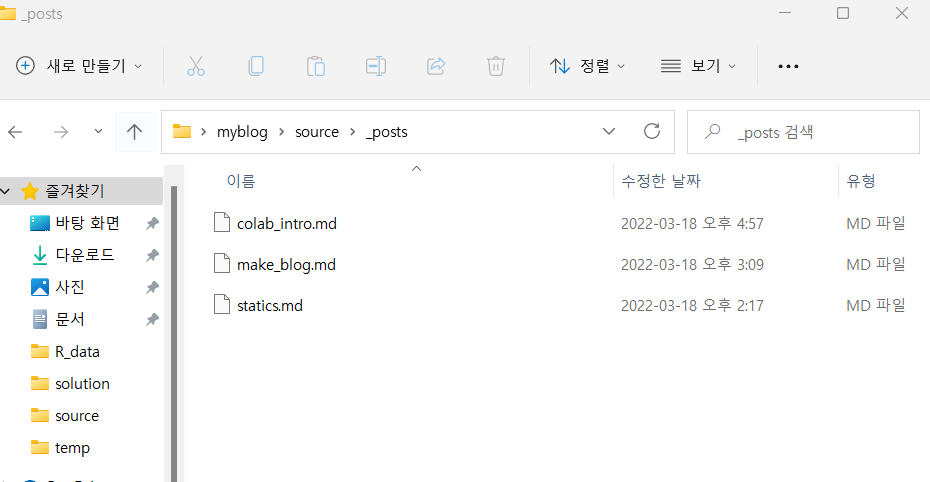 _posts
새로 만들기
정렬
보기
myblog > source > _posts
_posts 검색
즐겨찾기
바탕 화면
다운로드
사진
문서
R_data
solution
source
temp
이름 수정한 날짜 유형
colab_intro.md 2022-03-18 오후 4:57 MD 파일
make_blog.md 2022-03-18 오후 3:09 MD 파일
statics.md 2022-03-18 오후 2:17 MD 파일